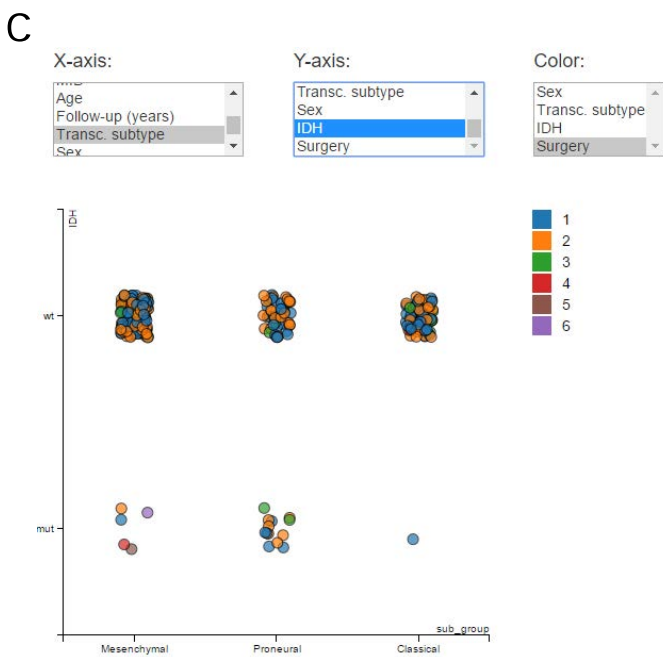 C
X-axis:
Y-axis:
Color:
Age
Follow-up (years)
Transc. subtype
Sex
Transc. subtype
Sex
IDH
Surgery
Sex
Transc. subtype
IDH
Surgery
IDH
1
2
3
4
5
6
wt
mut
sub_group
Mesenchymal
Proneural
Classical